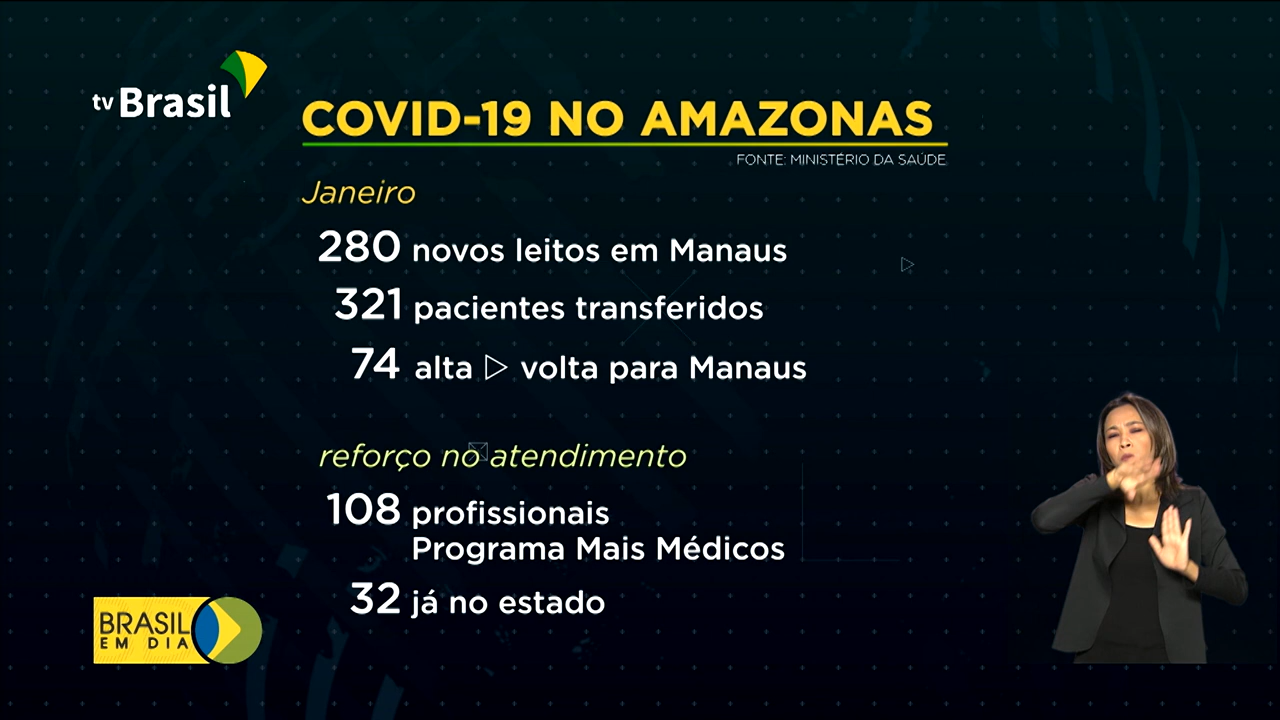 tv Brasil
COVID-19 NO AMAZONAS
FONTE: MINISTÉRIO DA SAÚDE
Janeiro
280 novos leitos em Manaus
321 pacientes transferidos
74 alta ▷ volta para Manaus
reforço no atendimento
108 profissionais
Programa Mais Médicos
32 já no estado
BRASIL
EM DIA